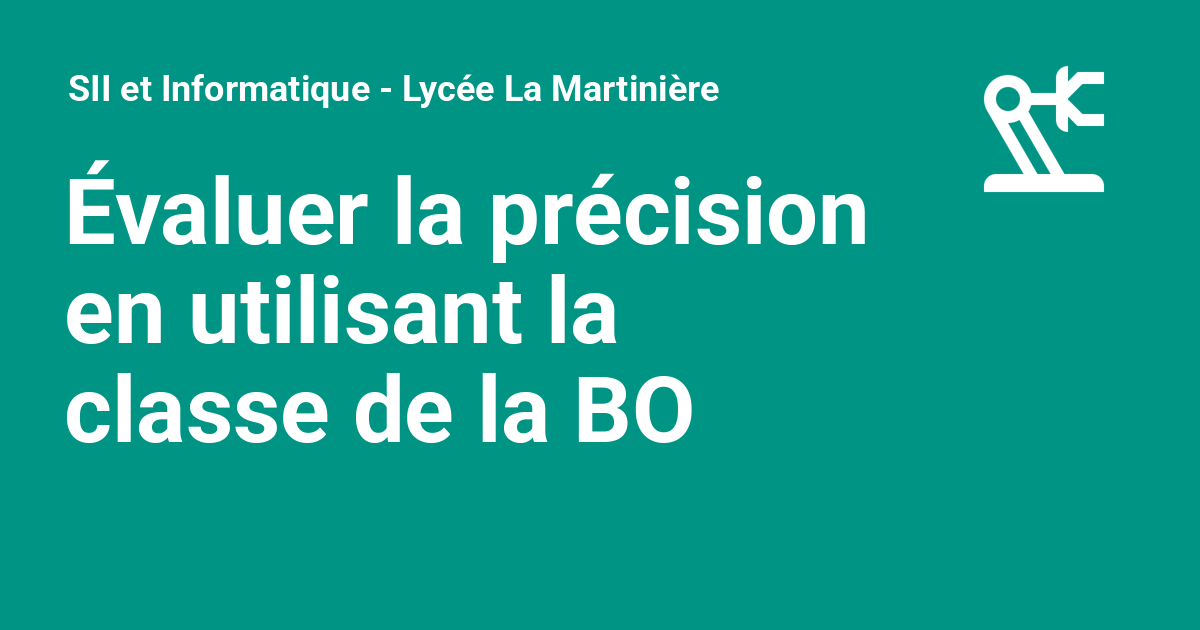 SII et Informatique - Lycée La Martinière
Évaluer la précision
en utilisant la
classe de la BO